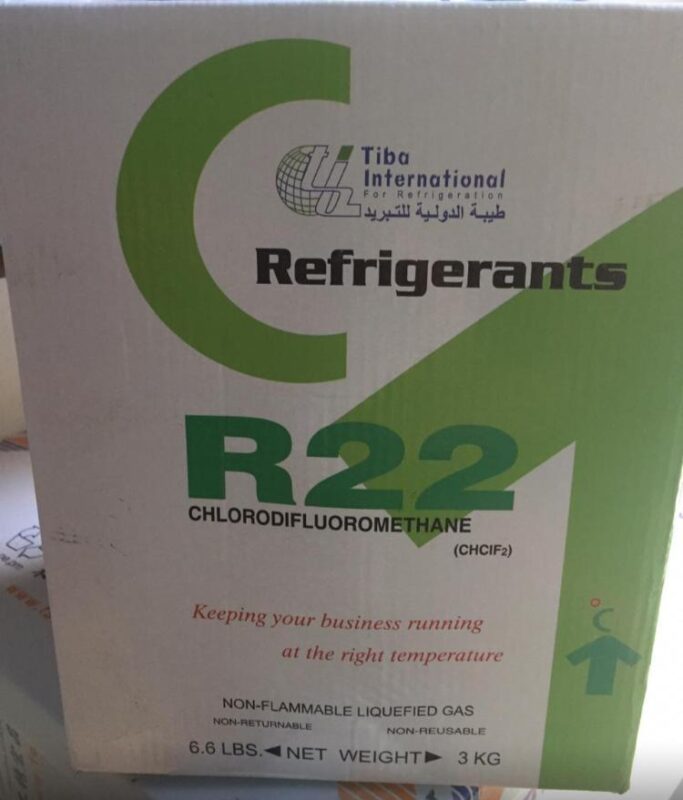 Tiba
International
For Refrigeration
طيبة الدولية للتبريد
Refrigerants
R22
CHLORODIFLUOROMETHANE
(CHClF₂)
Keeping your business running
at the right temperature
°C
NON-FLAMMABLE LIQUEFIED GAS
NON-RETURNABLE NON-REUSABLE
6.6 LBS.◄NET WEIGHT► 3 KG